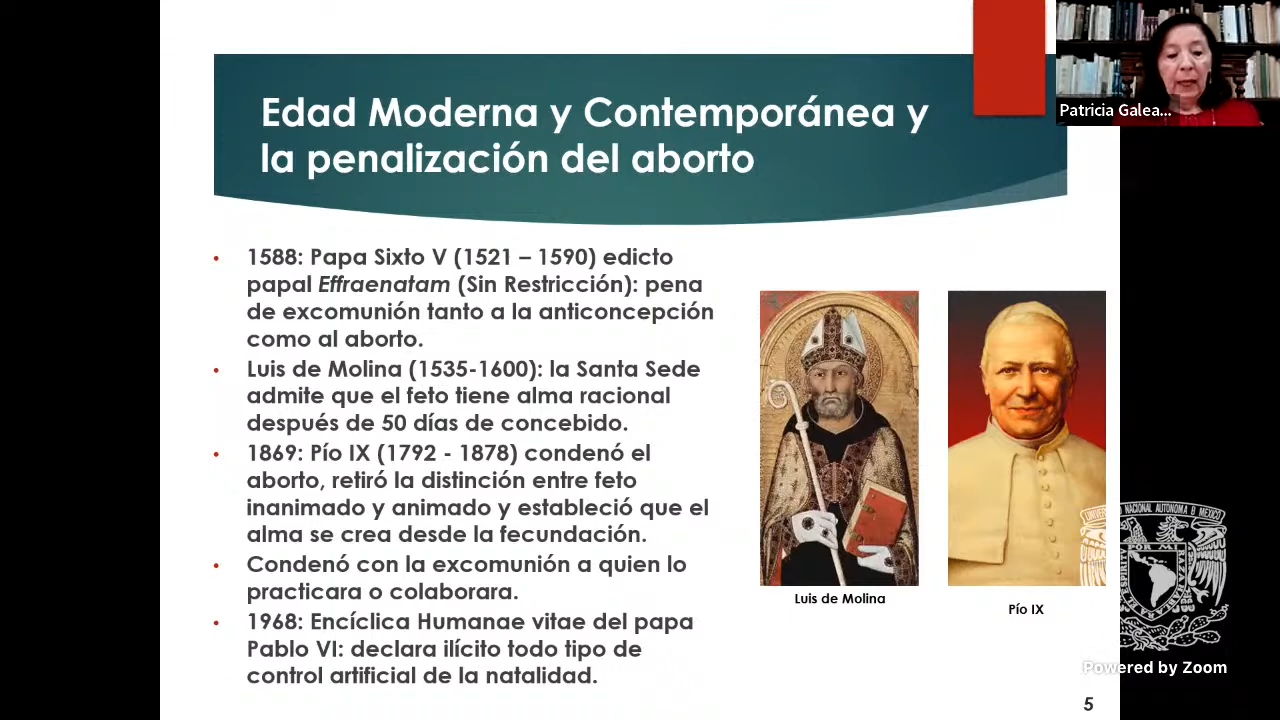 Edad Moderna y Contemporánea y
la penalización del aborto
Patricia Galea...
• 1588: Papa Sixto V (1521 – 1590) edicto
papal Effraenatam (Sin Restricción): pena
de excomunión tanto a la anticoncepción
como al aborto.
• Luis de Molina (1535-1600): la Santa Sede
admite que el feto tiene alma racional
después de 50 días de concebido.
• 1869: Pío IX (1792 - 1878) condenó el
aborto, retiró la distinción entre feto
inanimado y animado y estableció que el
alma se crea desde la fecundación.
• Condenó con la excomunión a quien lo
practicara o colaborara.
• 1968: Encíclica Humanae vitae del papa
Pablo VI: declara ilícito todo tipo de
control artificial de la natalidad.
Luis de Molina
Pío IX
NACIONAL AUTONOMA
Powered by Zoom
5